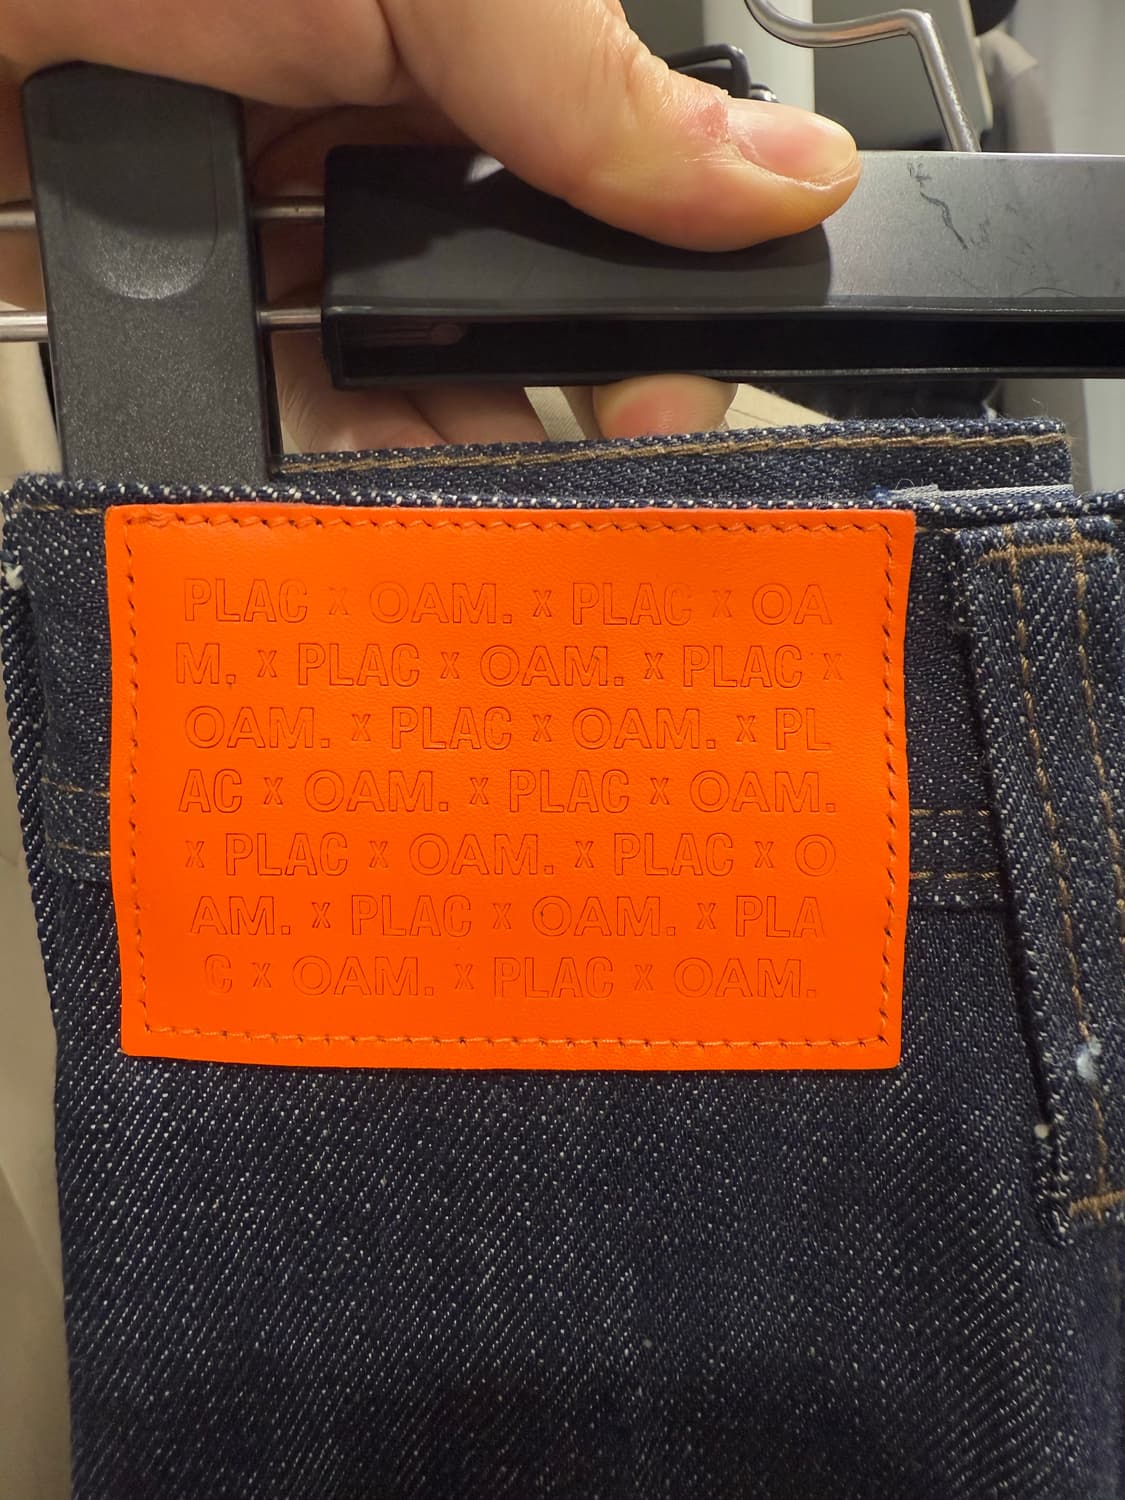 PLAC x OAM. x PLAC x OA
M. x PLAC x OAM. x PLAC x
OAM. x PLAC x OAM. x PL
AC x OAM. x PLAC x OAM.
x PLAC x OAM. x PLAC x O
AM. x PLAC x OAM. x PLA
C x OAM. x PLAC x OAM.